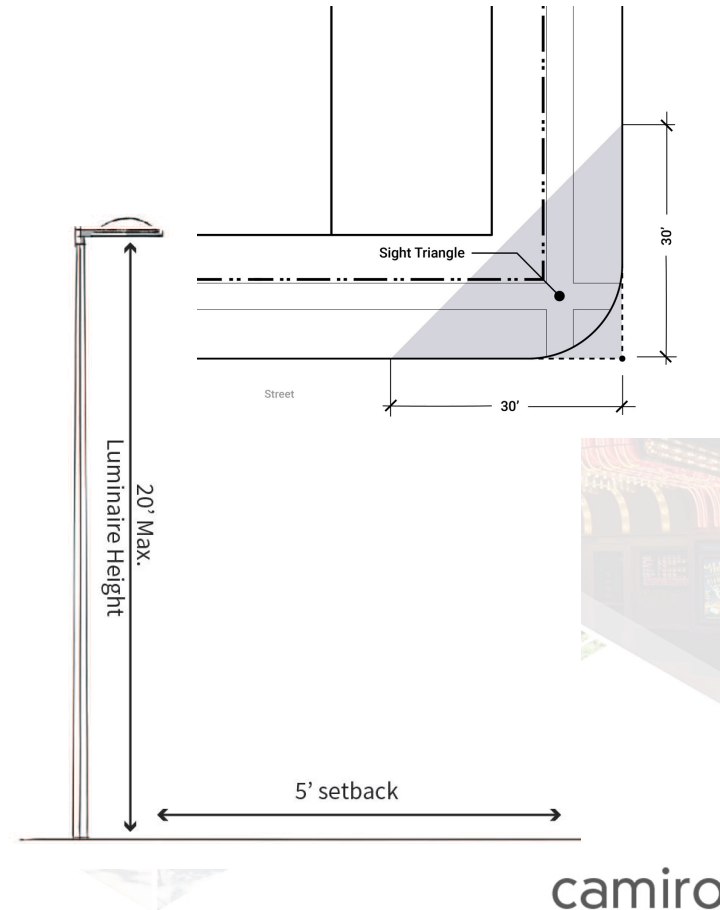 Sight Triangle
30'
Street
30'
20' Max.
Luminaire Height
5' setback
camiro